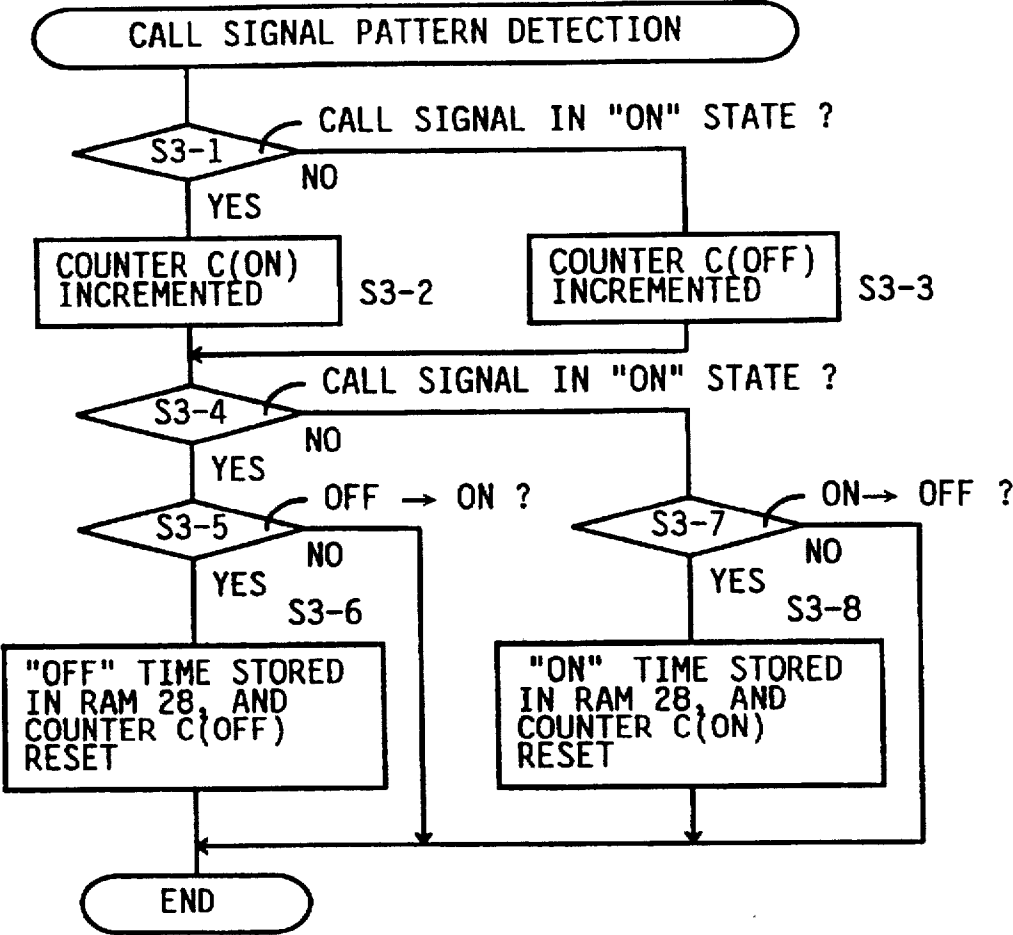 CALL SIGNAL PATTERN DETECTION
CALL SIGNAL IN "ON" STATE ?
S3-1
NO
YES
COUNTER C(ON)
INCREMENTED
S3-2
COUNTER C(OFF)
INCREMENTED
S3-3
CALL SIGNAL IN "ON" STATE ?
S3-4
NO
YES
OFF → ON ?
S3-5
NO
YES
S3-6
"OFF" TIME STORED
IN RAM 28, AND
COUNTER C(OFF)
RESET
ON→ OFF ?
S3-7
NO
YES
S3-8
"ON" TIME STORED
IN RAM 28, AND
COUNTER C(ON)
RESET
END